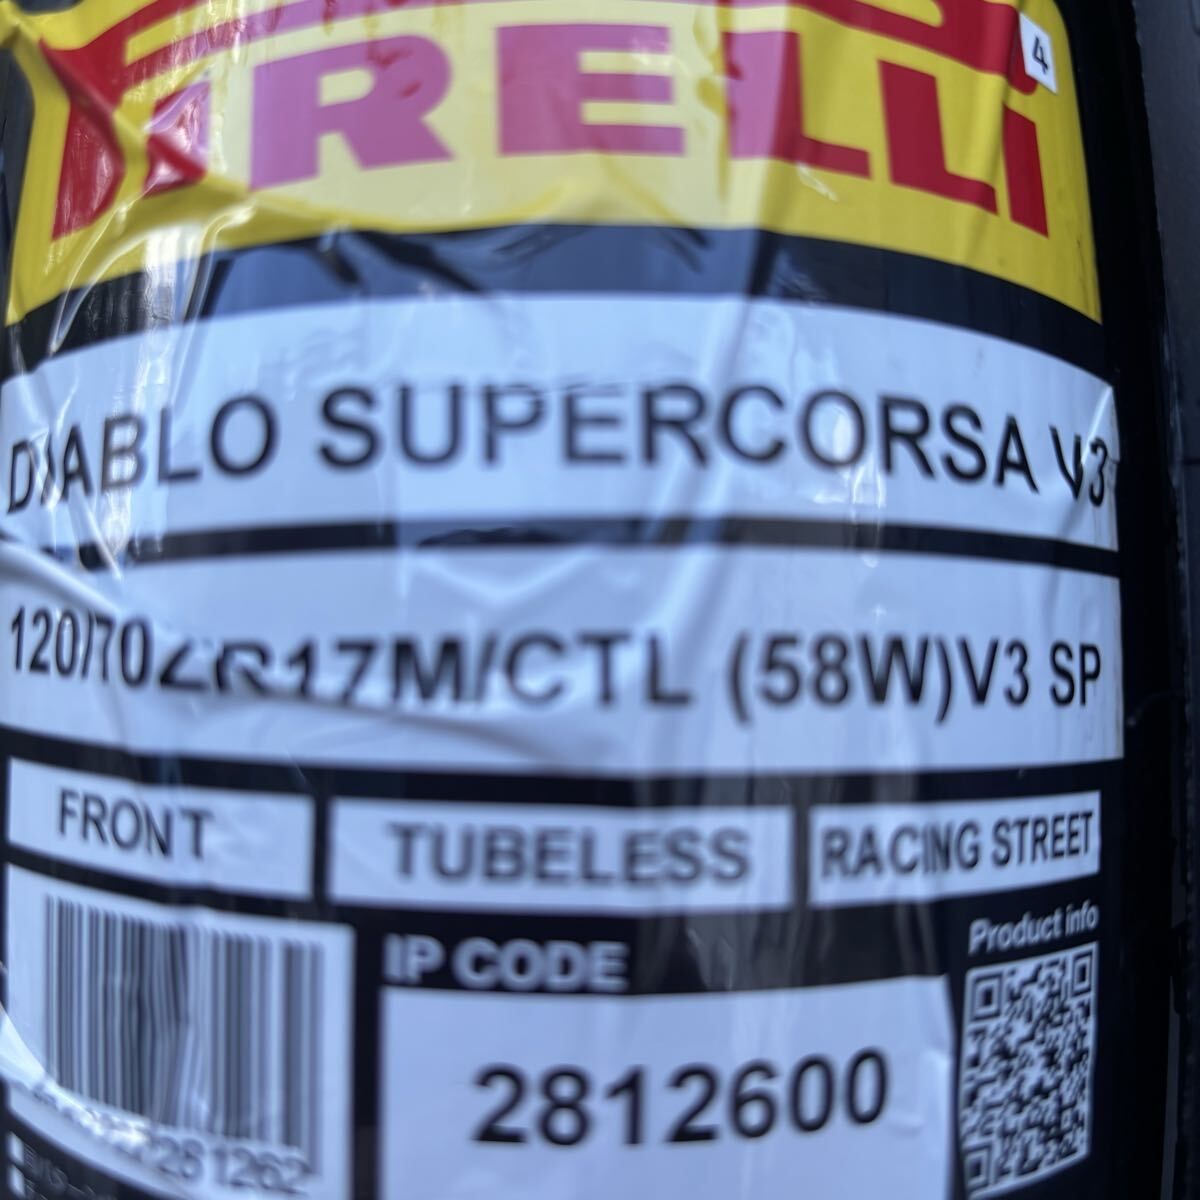 PIRELLI
4
DIABLO SUPERCORSA V3
120/70ZR17M/CTL (58W)V3 SP
FRONT
TUBELESS
RACING STREET
IP CODE
2812600
Product info